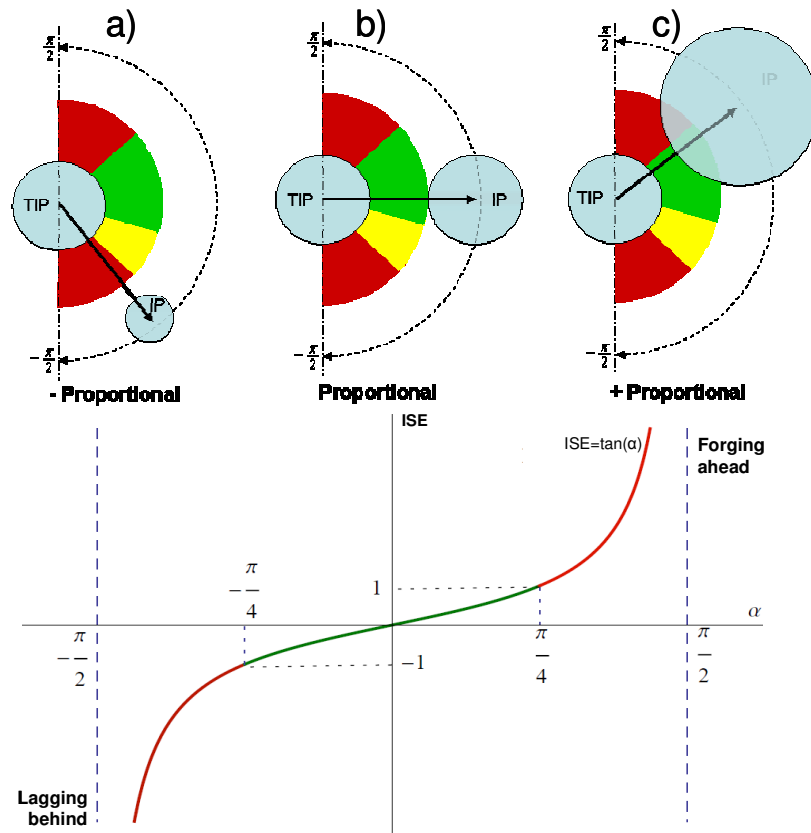 a)
b)
c)
π/2
π/2
π/2
TIP
IP
TIP
IP
TIP
IP
-π/2
-π/2
-π/2
- Proportional
Proportional
+ Proportional
ISE
ISE=tan(α)
Forging
ahead
-π/4
1
α
-π/2
-1
π/4
π/2
Lagging
behind